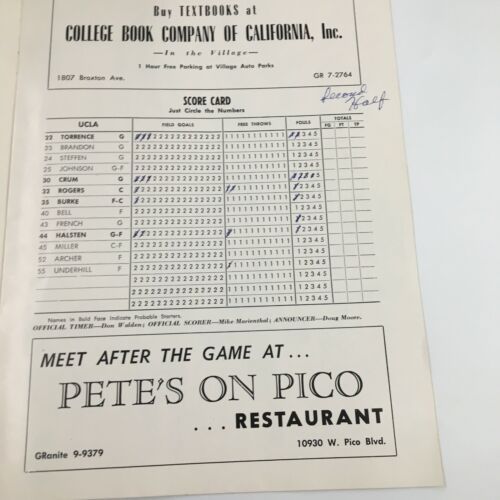 Buy TEXTBOOKS at
COLLEGE BOOK COMPANY OF CALIFORNIA, Inc.
—In the Village—
1 Hour Free Parking at Village Auto Parks
1807 Broxton Ave. GR 7-2764
Second
Half
SCORE CARD
Just Circle the Numbers
UCLA FIELD GOALS FREE THROWS FOULS TOTALS
FG FT TP
22 TORRENCE G
23 BRANDON G
24 STEFFEN G
25 JOHNSON G-F
30 CRUM G
32 ROGERS C
35 BURKE F-C
40 BELL F
43 FRENCH G
44 HALSTEN G-F
45 MILLER C-F
52 ARCHER F
55 UNDERHILL F
Names in Bold Face Indicate Probable Starters.
OFFICIAL TIMER—Don Walden; OFFICIAL SCORER—Mike Marienthal; ANNOUNCER—Doug Moore.
MEET AFTER THE GAME AT...
PETE'S ON PICO
...RESTAURANT
GRanite 9-9379 10930 W. Pico Blvd.